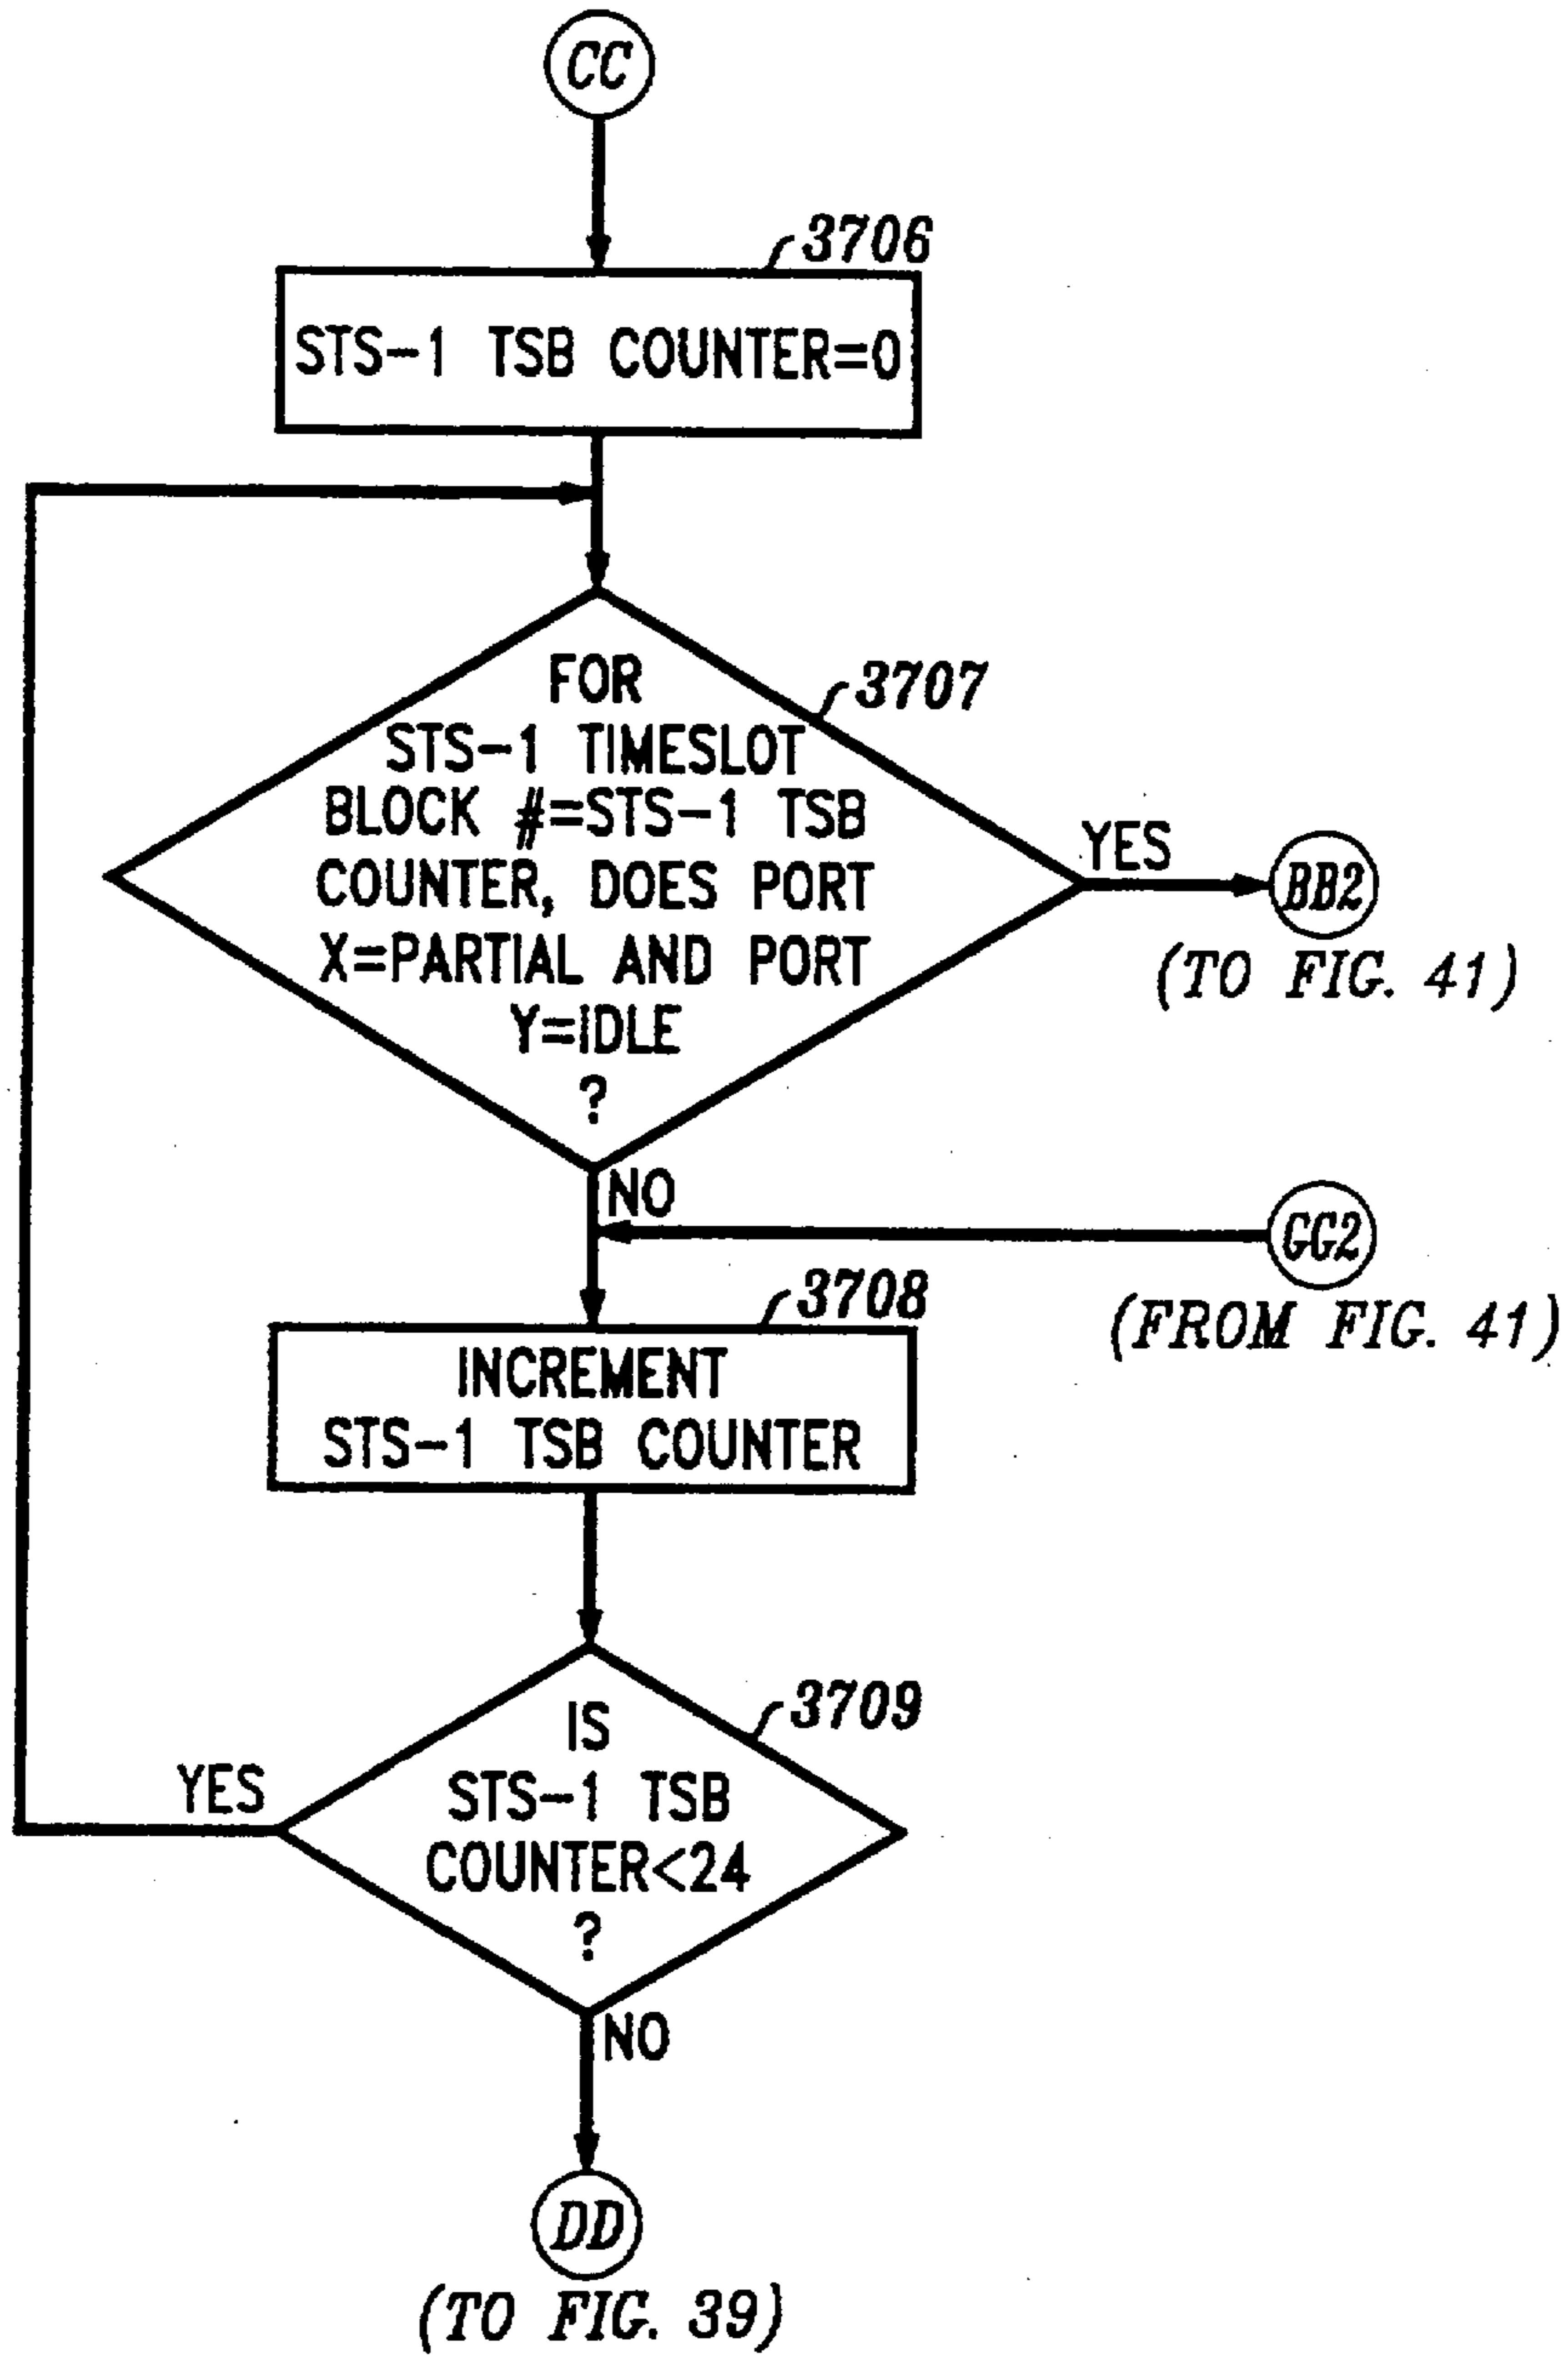 CC
3706
STS-1 TSB COUNTER=0
FOR
3707
STS-1 TIMESLOT
BLOCK #=STS-1 TSB
COUNTER, DOES PORT
X=PARTIAL AND PORT
Y=IDLE
?
YES
BB2
(TO FIG. 41)
NO
GG2
(FROM FIG. 41)
3708
INCREMENT
STS-1 TSB COUNTER
3709
IS
STS-1 TSB
COUNTER<24
?
YES
NO
DD
(TO FIG. 39)